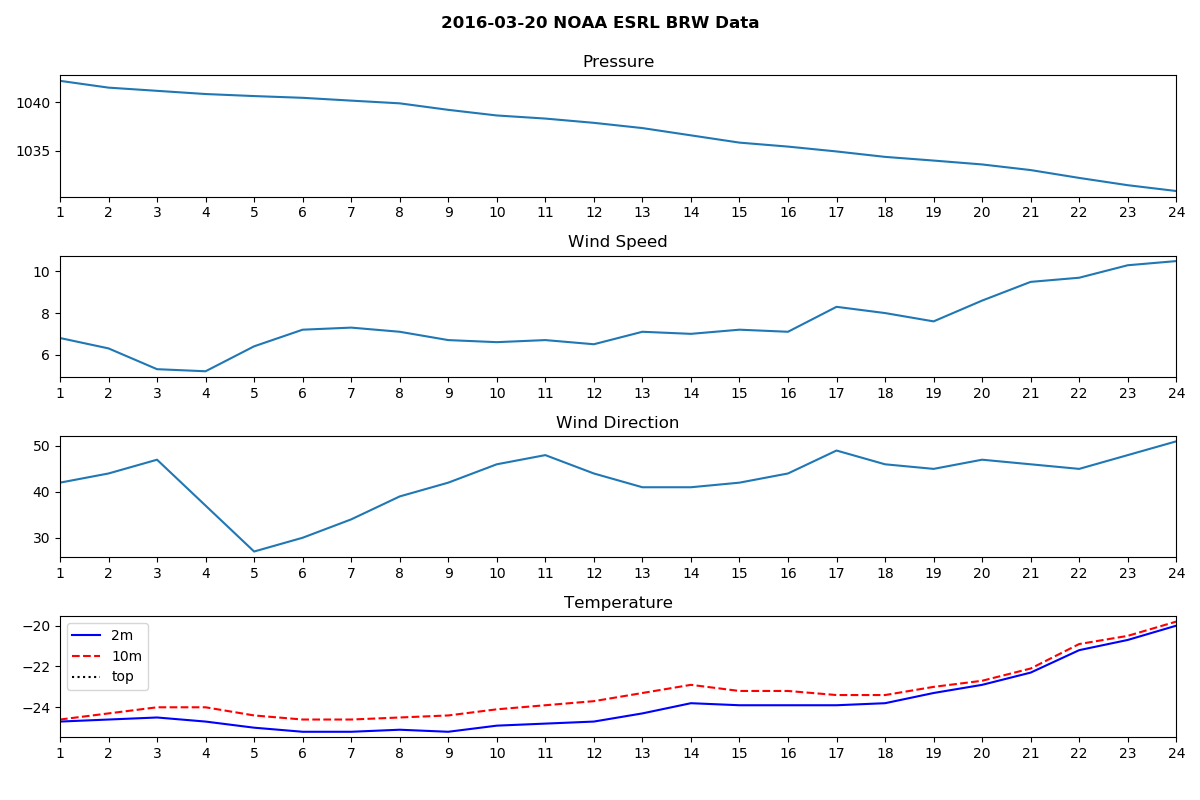 2016-03-20 NOAA ESRL BRW Data
Pressure
1040
1035
1 2 3 4 5 6 7 8 9 10 11 12 13 14 15 16 17 18 19 20 21 22 23 24
Wind Speed
10
8
6
1 2 3 4 5 6 7 8 9 10 11 12 13 14 15 16 17 18 19 20 21 22 23 24
Wind Direction
50
40
30
1 2 3 4 5 6 7 8 9 10 11 12 13 14 15 16 17 18 19 20 21 22 23 24
Temperature
−20
−22
−24
2m
10m
top
1 2 3 4 5 6 7 8 9 10 11 12 13 14 15 16 17 18 19 20 21 22 23 24